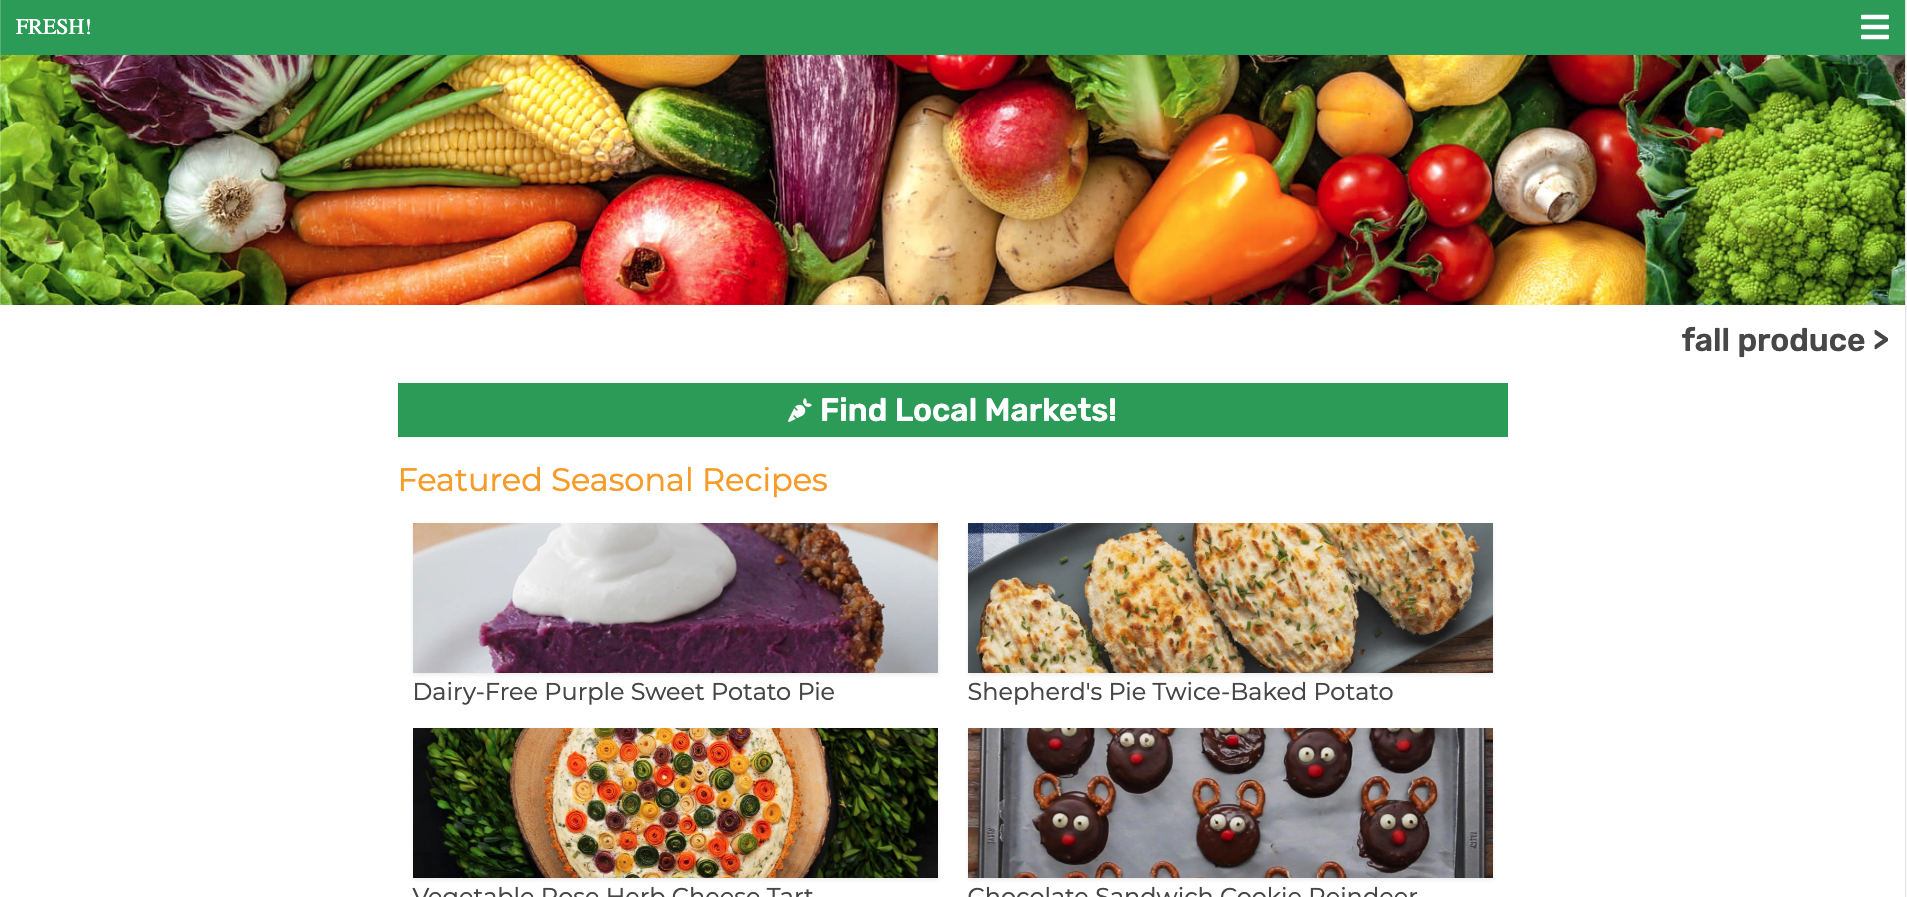 FRESH!
fall produce >
Find Local Markets!
Featured Seasonal Recipes
Dairy-Free Purple Sweet Potato Pie
Shepherd's Pie Twice-Baked Potato
Vegetable Rose Herb Cheese Tart
Chocolate Sandwich Cookie Reindeer